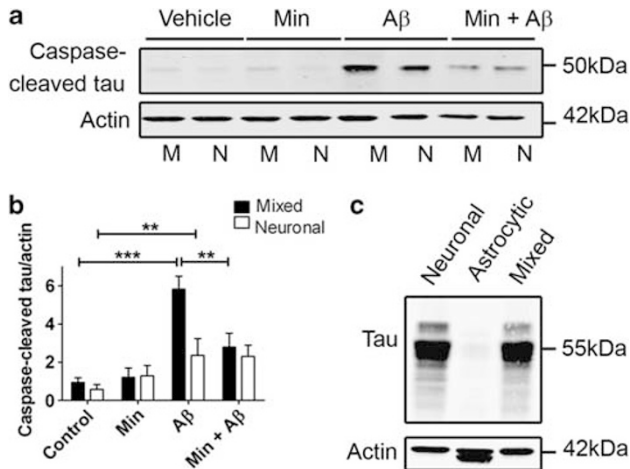 a
Vehicle Min Aβ Min + Aβ
Caspase-
cleaved tau
50kDa
Actin
42kDa
M N M N M N M N
b
Mixed
Neuronal
**
*** **
Caspase-cleaved tau/actin
6
4
2
0
Control Min Aβ Min + Aβ
c
Neuronal Astrocytic Mixed
Tau
55kDa
Actin
42kDa